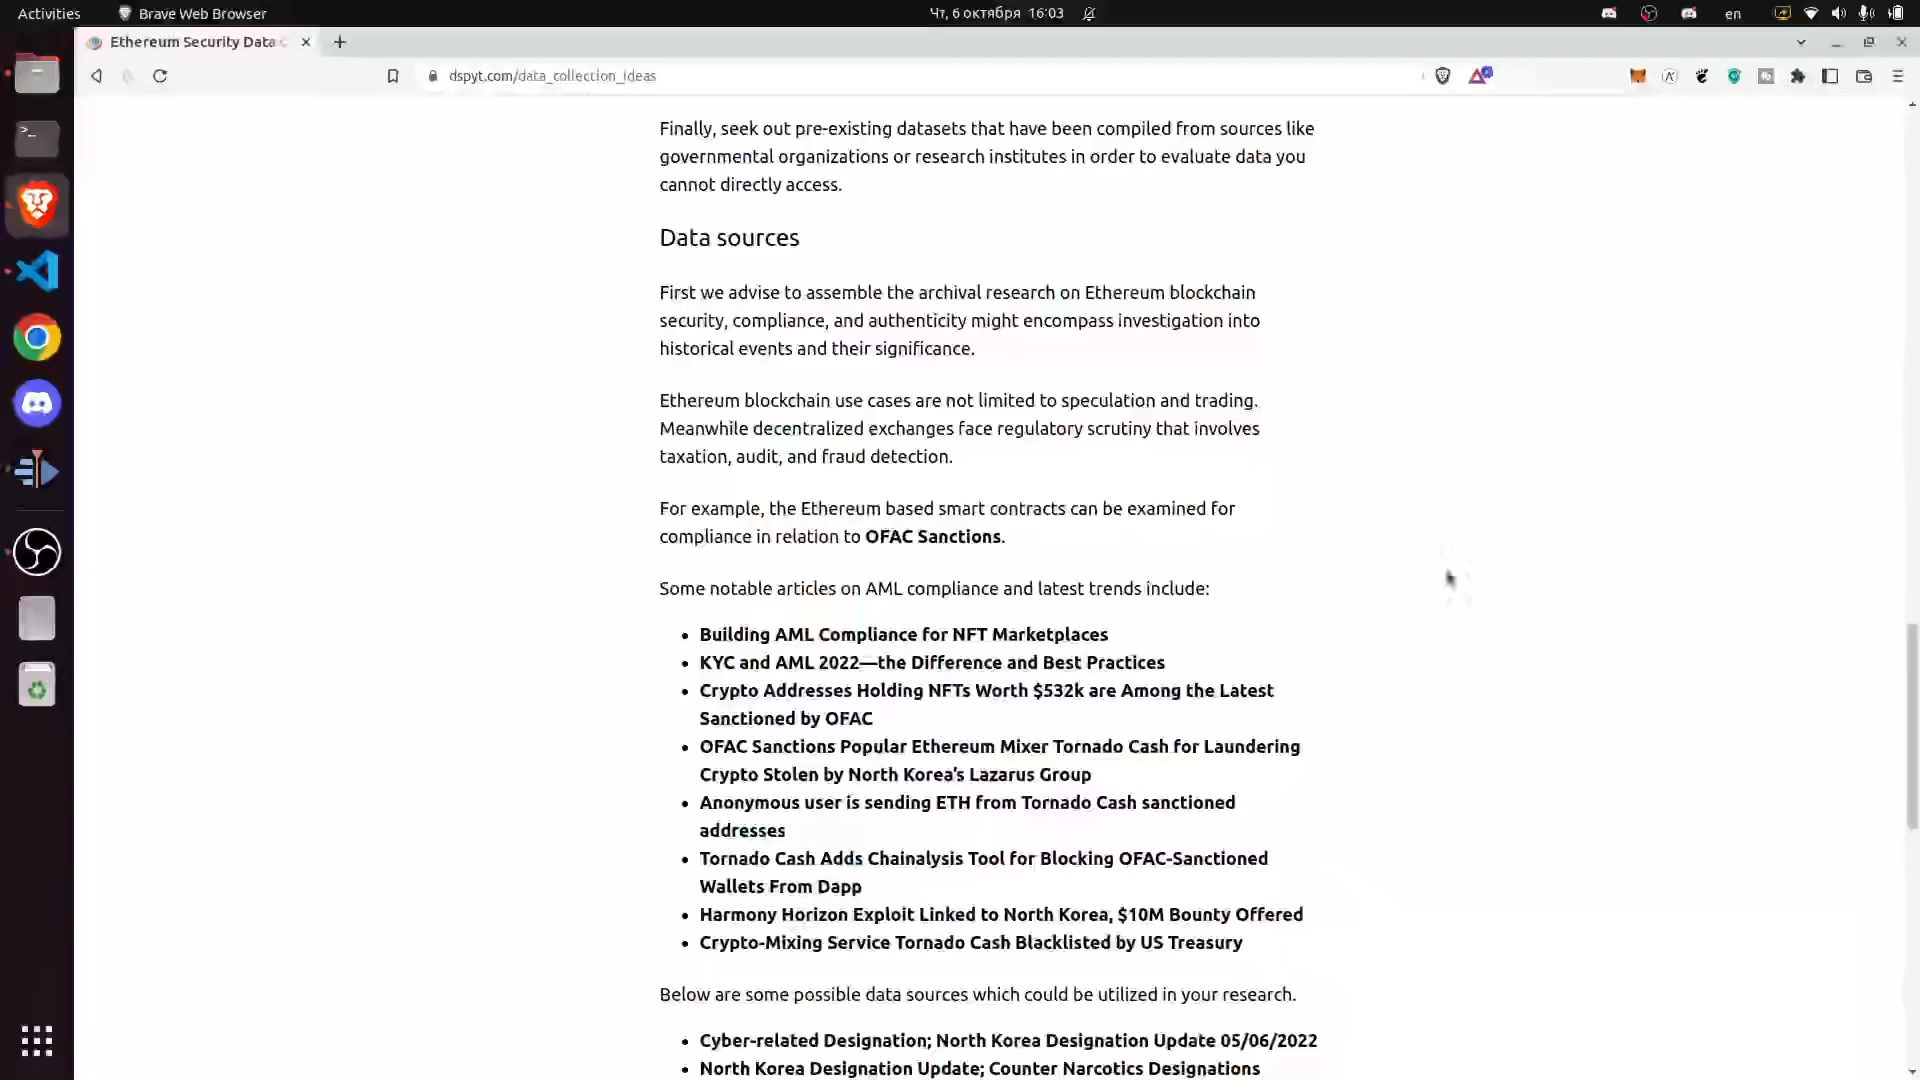 Activities
Brave Web Browser
Чт, 6 октября 16:03
en
Ethereum Security Data C
dspyt.com/data_collection_ideas
Finally, seek out pre-existing datasets that have been compiled from sources like
governmental organizations or research institutes in order to evaluate data you
cannot directly access.
Data sources
First we advise to assemble the archival research on Ethereum blockchain
security, compliance, and authenticity might encompass investigation into
historical events and their significance.
Ethereum blockchain use cases are not limited to speculation and trading.
Meanwhile decentralized exchanges face regulatory scrutiny that involves
taxation, audit, and fraud detection.
For example, the Ethereum based smart contracts can be examined for
compliance in relation to OFAC Sanctions.
Some notable articles on AML compliance and latest trends include:
• Building AML Compliance for NFT Marketplaces
• KYC and AML 2022—the Difference and Best Practices
• Crypto Addresses Holding NFTs Worth $532k are Among the Latest
Sanctioned by OFAC
• OFAC Sanctions Popular Ethereum Mixer Tornado Cash for Laundering
Crypto Stolen by North Korea's Lazarus Group
• Anonymous user is sending ETH from Tornado Cash sanctioned
addresses
• Tornado Cash Adds Chainalysis Tool for Blocking OFAC-Sanctioned
Wallets From Dapp
• Harmony Horizon Exploit Linked to North Korea, $10M Bounty Offered
• Crypto-Mixing Service Tornado Cash Blacklisted by US Treasury
Below are some possible data sources which could be utilized in your research.
• Cyber-related Designation; North Korea Designation Update 05/06/2022
• North Korea Designation Update; Counter Narcotics Designations